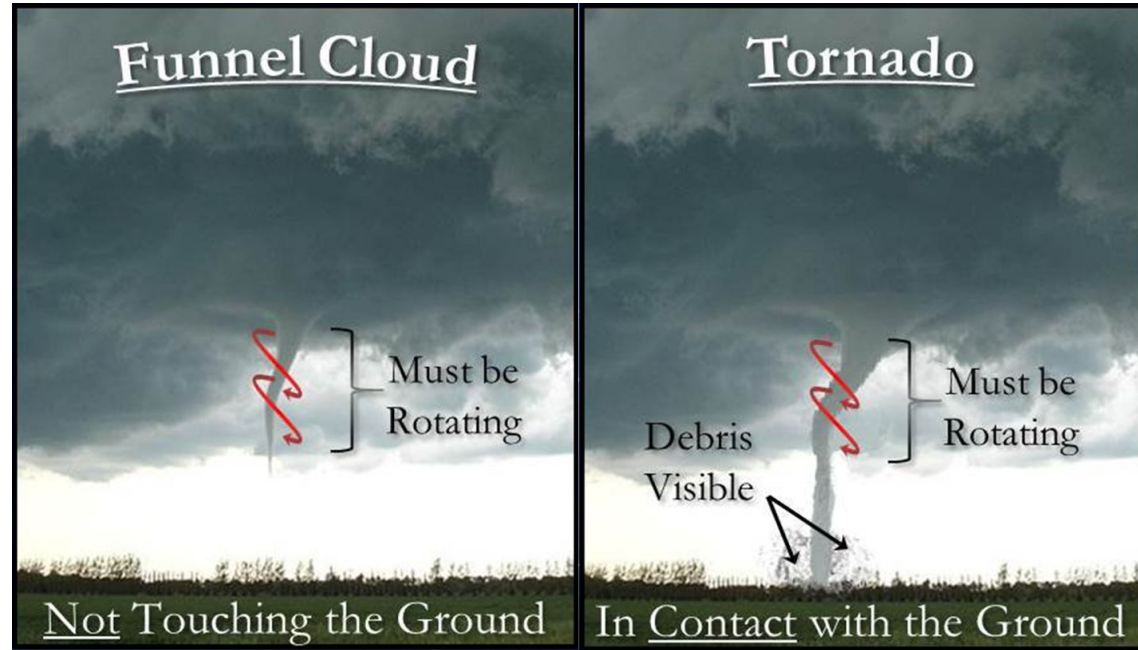 Funnel Cloud
Must be
Rotating
Not Touching the Ground
Tornado
Must be
Rotating
Debris
Visible
In Contact with the Ground